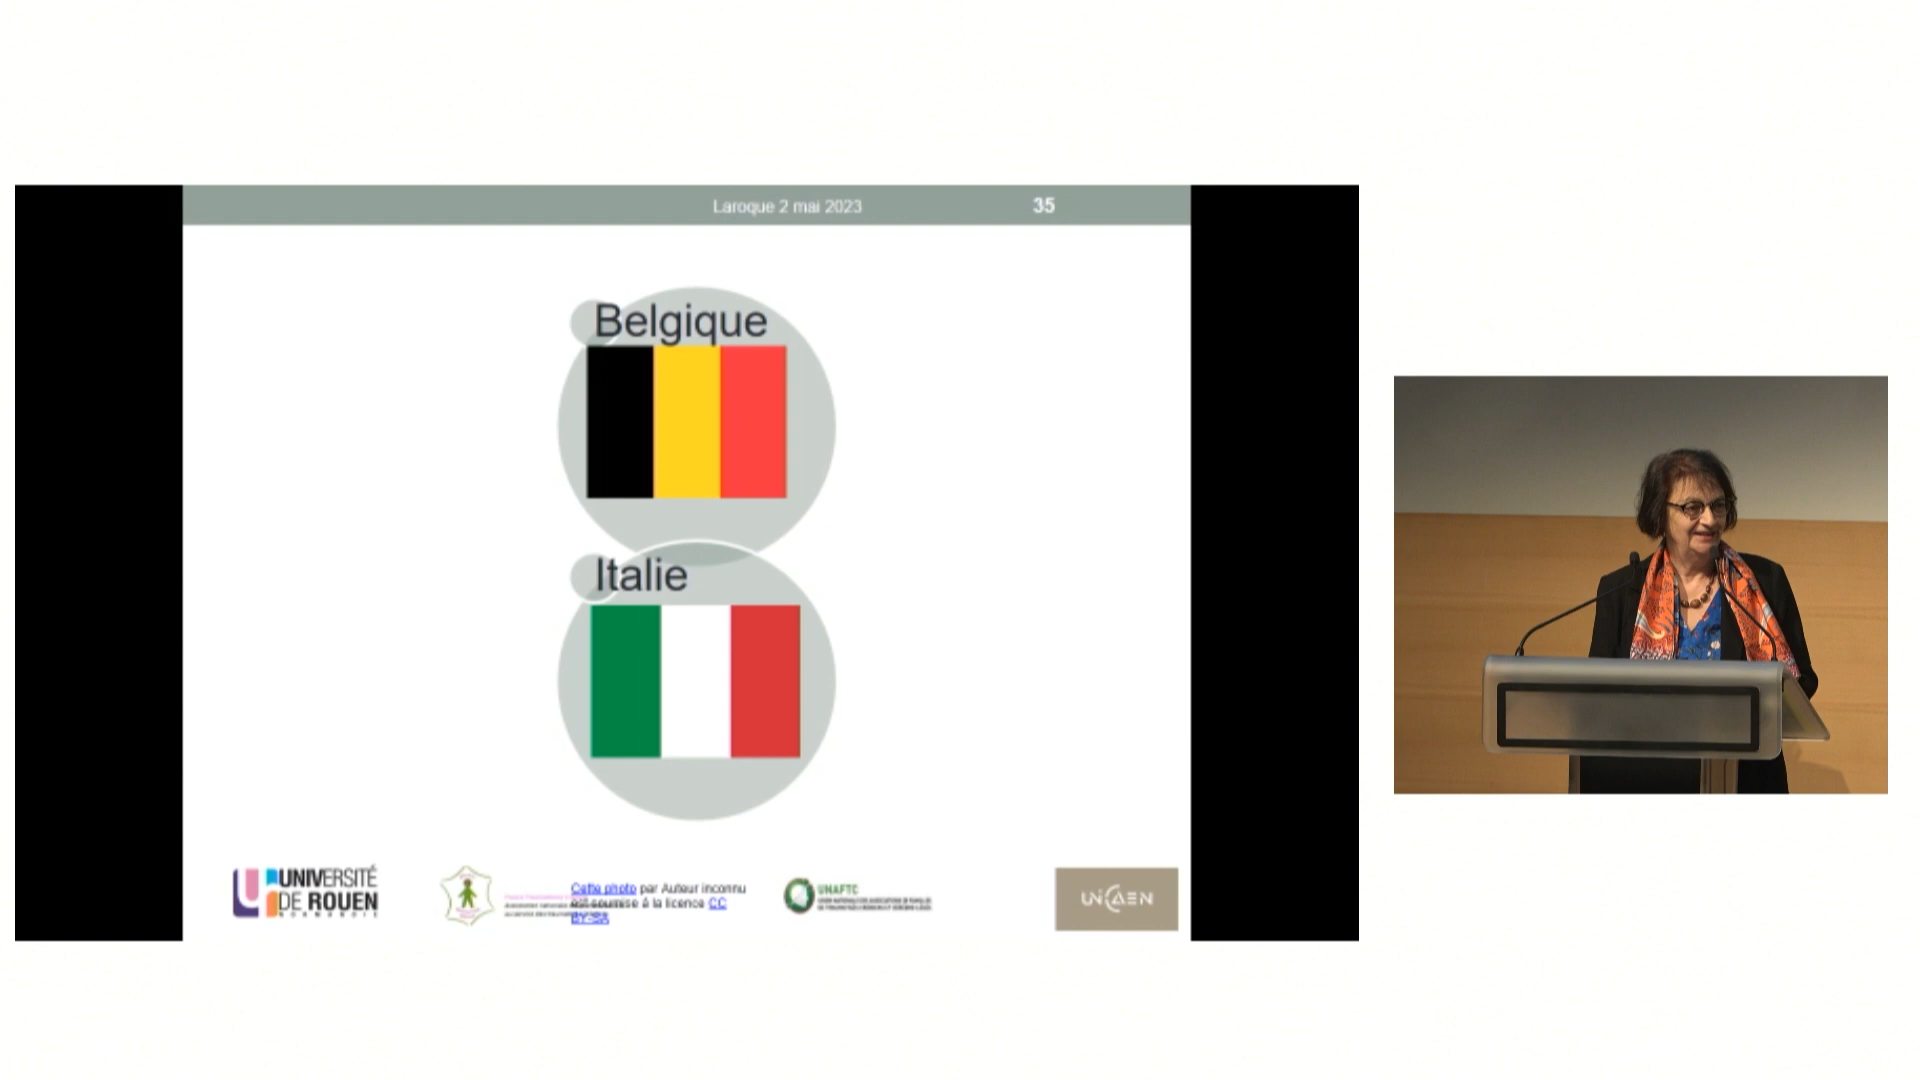 Laroque 2 mai 2023
35
Belgique
Italie
UNIVERSITÉ
DE ROUEN
NORMANDIE
Cette photo par Auteur inconnu
est soumise à la licence CC
BY-SA
UNAFTC
UNICAEN